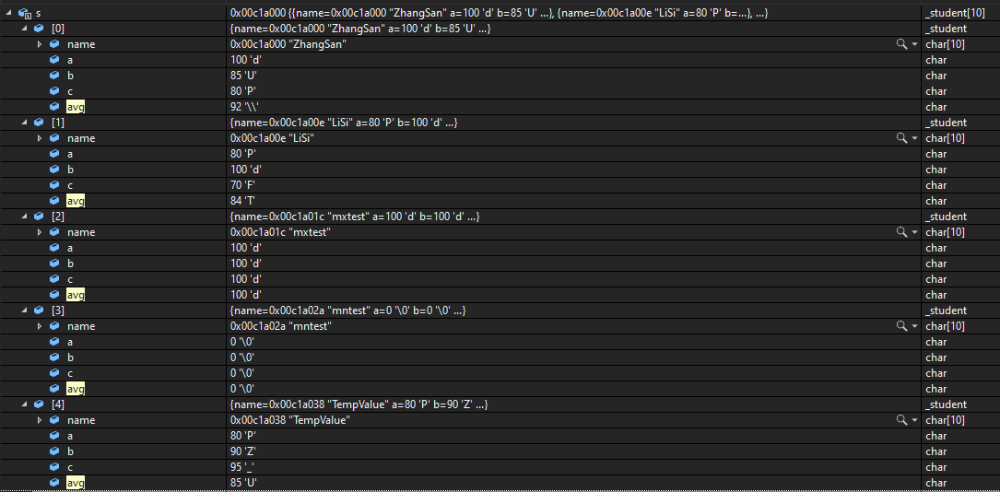 s 0x00c1a000 {{name=0x00c1a000 "ZhangSan" a=100 'd' b=85 'U' ...}, {name=0x00c1a00e "LiSi" a=80 'P' b=...}, ...} _student[10]
[0] {name=0x00c1a000 "ZhangSan" a=100 'd' b=85 'U' ...} _student
name 0x00c1a000 "ZhangSan" char[10]
a 100 'd' char
b 85 'U' char
c 80 'P' char
avg 92 '\\' char
[1] {name=0x00c1a00e "LiSi" a=80 'P' b=100 'd' ...} _student
name 0x00c1a00e "LiSi" char[10]
a 80 'P' char
b 100 'd' char
c 70 'F' char
avg 84 'T' char
[2] {name=0x00c1a01c "mxtest" a=100 'd' b=100 'd' ...} _student
name 0x00c1a01c "mxtest" char[10]
a 100 'd' char
b 100 'd' char
c 100 'd' char
avg 100 'd' char
[3] {name=0x00c1a02a "mntest" a=0 '\0' b=0 '\0' ...} _student
name 0x00c1a02a "mntest" char[10]
a 0 '\0' char
b 0 '\0' char
c 0 '\0' char
avg 0 '\0' char
[4] {name=0x00c1a038 "TempValue" a=80 'P' b=90 'Z' ...} _student
name 0x00c1a038 "TempValue" char[10]
a 80 'P' char
b 90 'Z' char
c 95 '_' char
avg 85 'U' char